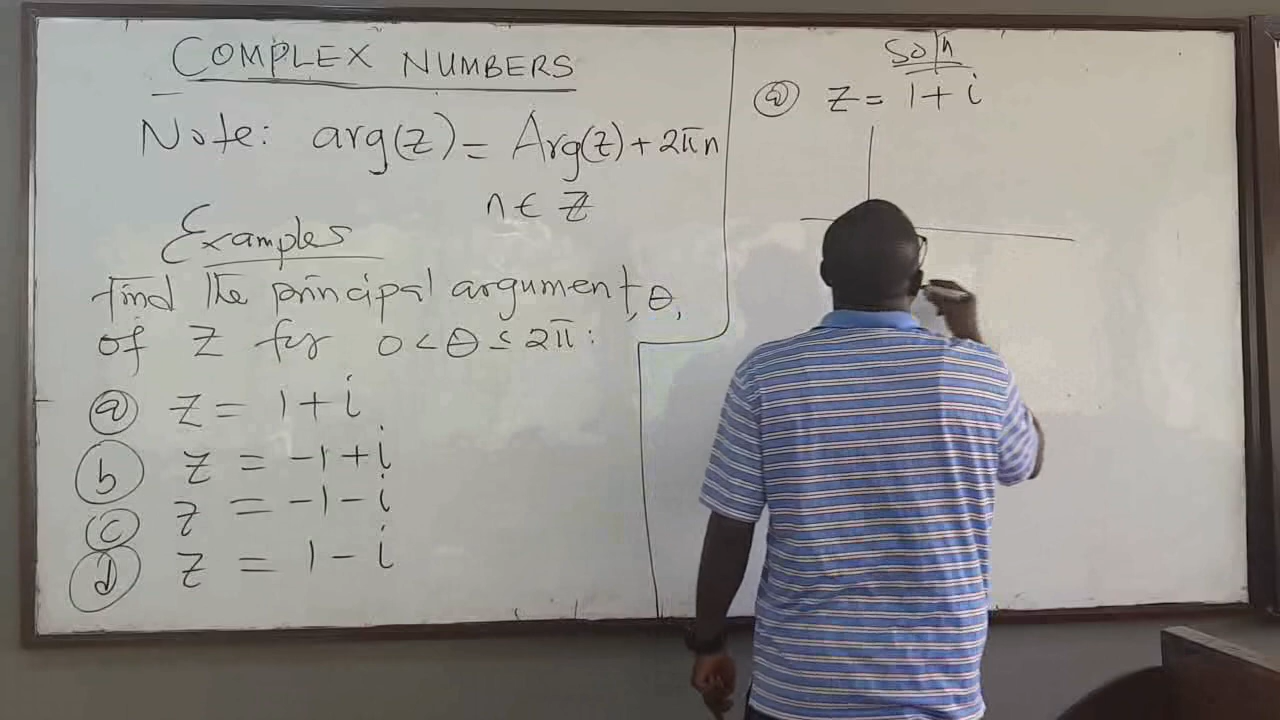 COMPLEX NUMBERS
Note: arg(z) = Arg(z) + 2πn
n ∈ ℤ
Examples
Find the principal argument, θ,
of z for 0 < θ ≤ 2π:
ⓐ z = 1 + i
ⓑ z = -1 + i
ⓒ z = -1 - i
ⓓ z = 1 - i
Soln
ⓐ z = 1 + i